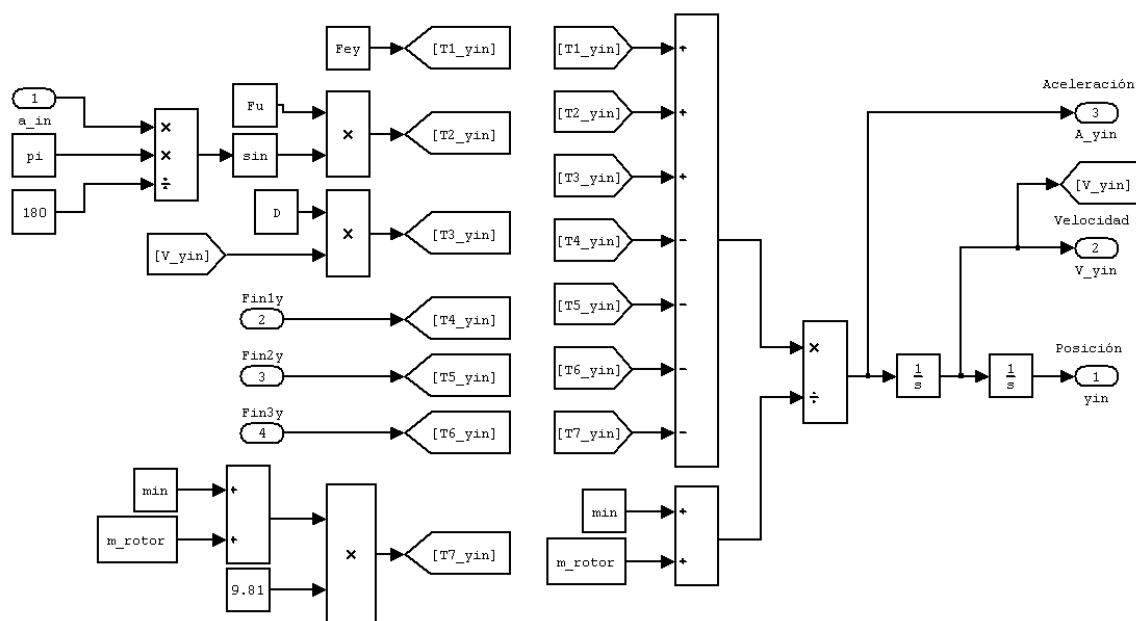 Fey
[T1_yin]
[T1_yin]
+
1
a_in
pi
180
×
×
÷
sin
Fu
×
[T2_yin]
[T2_yin]
+
D
[V_yin]
×
[T3_yin]
[T3_yin]
+
Fin1y
2
[T4_yin]
[T4_yin]
-
Fin2y
3
[T5_yin]
[T5_yin]
-
Fin3y
4
[T6_yin]
[T6_yin]
-
[T7_yin]
-
min
m_rotor
+
+
9.81
×
[T7_yin]
min
m_rotor
+
+
×
÷
1
s
1
s
Aceleración
3
A_yin
[V_yin]
Velocidad
2
V_yin
Posición
1
yin